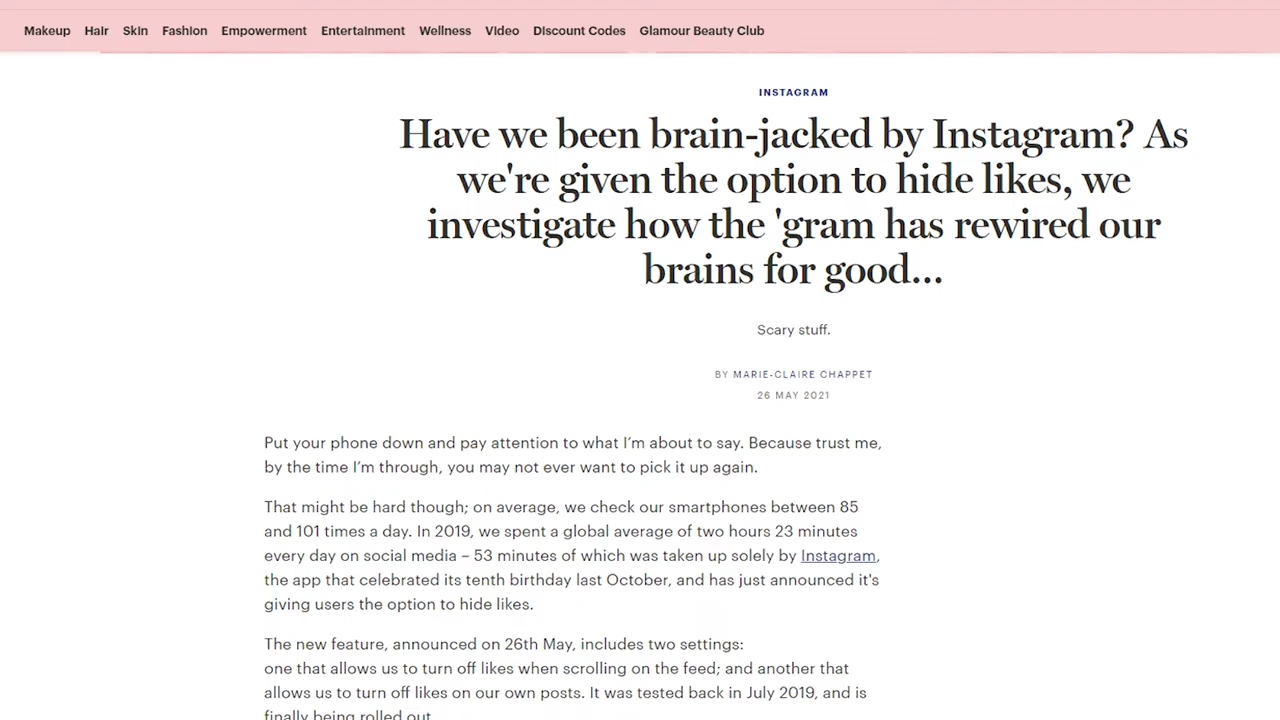 Makeup Hair Skin Fashion Empowerment Entertainment Wellness Video Discount Codes Glamour Beauty Club
INSTAGRAM
Have we been brain-jacked by Instagram? As
we're given the option to hide likes, we
investigate how the 'gram has rewired our
brains for good...
Scary stuff.
BY MARIE-CLAIRE CHAPPET
26 MAY 2021
Put your phone down and pay attention to what I'm about to say. Because trust me,
by the time I'm through, you may not ever want to pick it up again.
That might be hard though; on average, we check our smartphones between 85
and 101 times a day. In 2019, we spent a global average of two hours 23 minutes
every day on social media – 53 minutes of which was taken up solely by Instagram,
the app that celebrated its tenth birthday last October, and has just announced it's
giving users the option to hide likes.
The new feature, announced on 26th May, includes two settings:
one that allows us to turn off likes when scrolling on the feed; and another that
allows us to turn off likes on our own posts. It was tested back in July 2019, and is
finally being rolled out